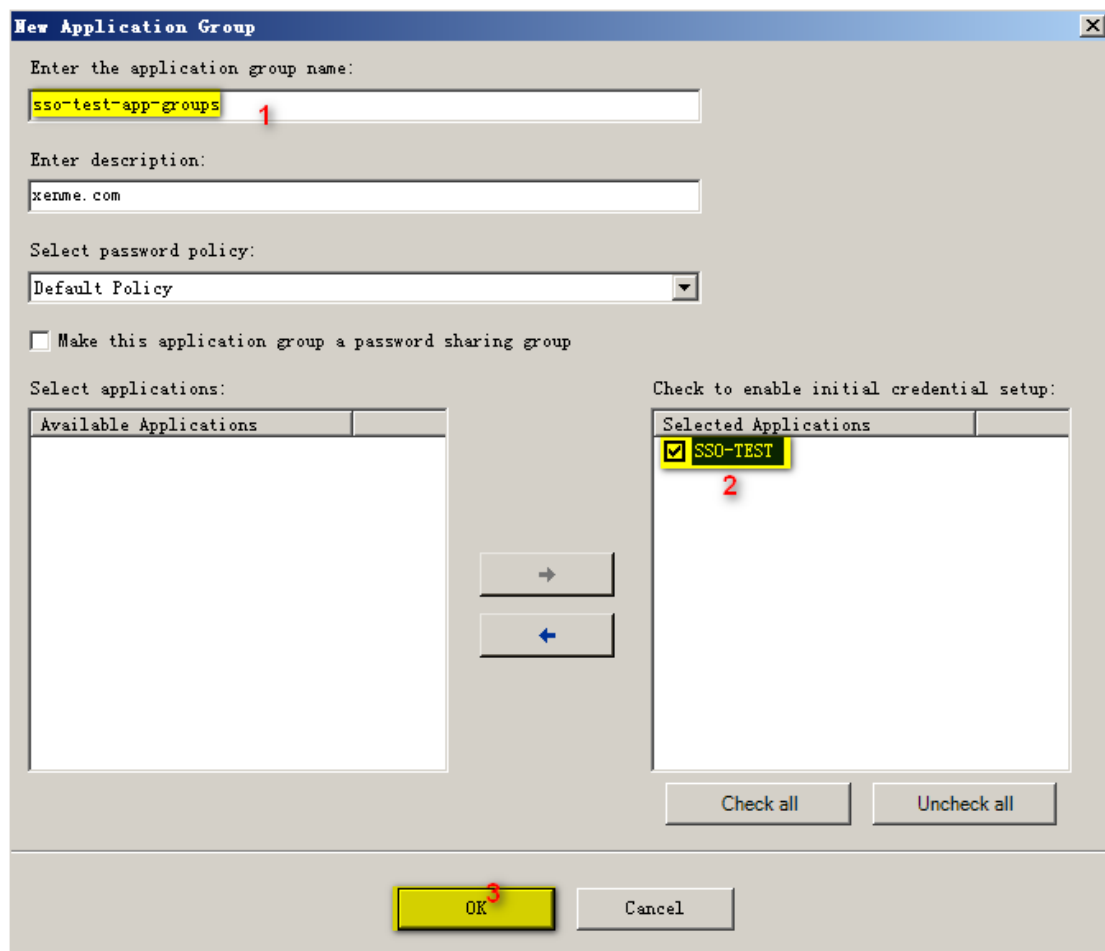 New Application Group
Enter the application group name:
sso-test-app-groups
1
Enter description:
xenme.com
Select password policy:
Default Policy
Make this application group a password sharing group
Select applications:
Check to enable initial credential setup:
Available Applications
Selected Applications
SSO-TEST
2
Check all
Uncheck all
3
OK
Cancel